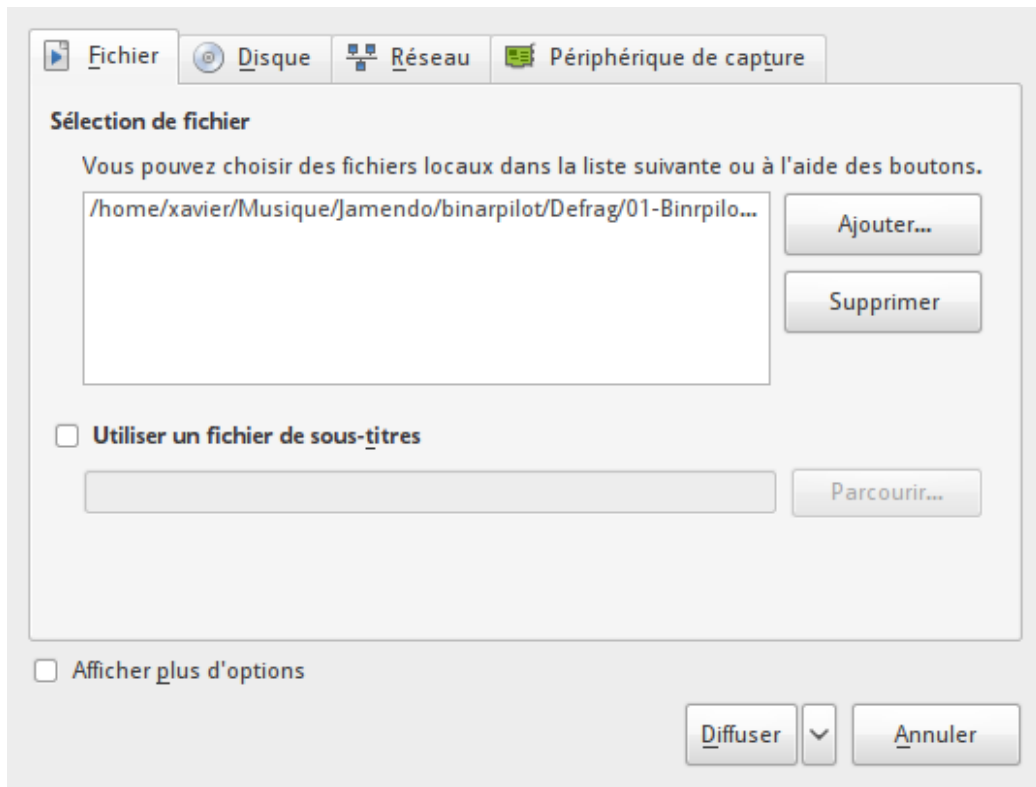 Fichier Disque Réseau Périphérique de capture
Sélection de fichier
Vous pouvez choisir des fichiers locaux dans la liste suivante ou à l'aide des boutons.
/home/xavier/Musique/Jamendo/binarpilot/Defrag/01-Binrpilo...
Ajouter...
Supprimer
Utiliser un fichier de sous-titres
Parcourir...
Afficher plus d'options
Diffuser Annuler